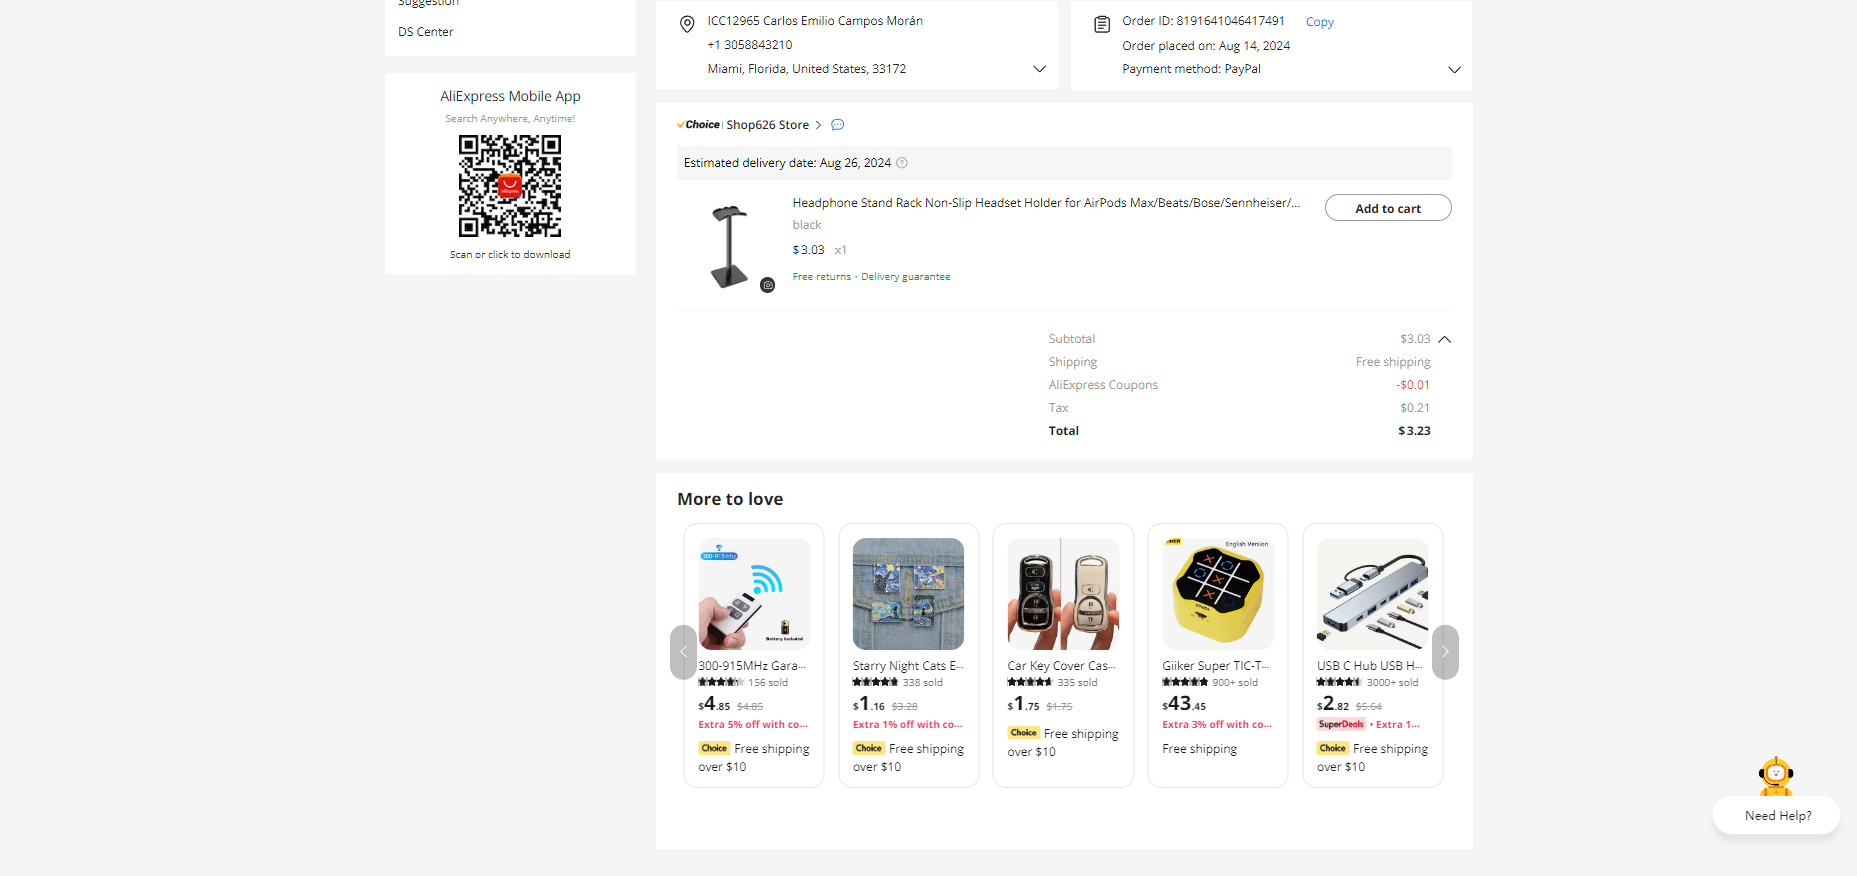 Suggestion
DS Center
AliExpress Mobile App
Search Anywhere, Anytime!
AliExpress
Scan or click to download
ICC12965 Carlos Emilio Campos Morán
+1 3058843210
Miami, Florida, United States, 33172
Order ID: 8191641046417491 Copy
Order placed on: Aug 14, 2024
Payment method: PayPal
Choice Shop626 Store
Estimated delivery date: Aug 26, 2024
Headphone Stand Rack Non-Slip Headset Holder for AirPods Max/Beats/Bose/Sennheiser/...
Add to cart
black
$3.03 x1
Free returns · Delivery guarantee
Subtotal $3.03
Shipping Free shipping
AliExpress Coupons -$0.01
Tax $0.21
Total $3.23
More to love
300-915mhz
Battery included
300-915MHz Gara...
156 sold
$4.85 $4.85
Extra 5% off with co...
Choice Free shipping
over $10
Starry Night Cats E...
338 sold
$1.16 $3.28
Extra 1% off with co...
Choice Free shipping
over $10
Car Key Cover Cas...
335 sold
$1.75 $1.75
Choice Free shipping
over $10
English Version
Giiker Super TIC-T...
900+ sold
$43.45
Extra 3% off with co...
Free shipping
USB C Hub USB H...
3000+ sold
$2.82 $5.64
SuperDeals • Extra 1...
Choice Free shipping
over $10
Need Help?